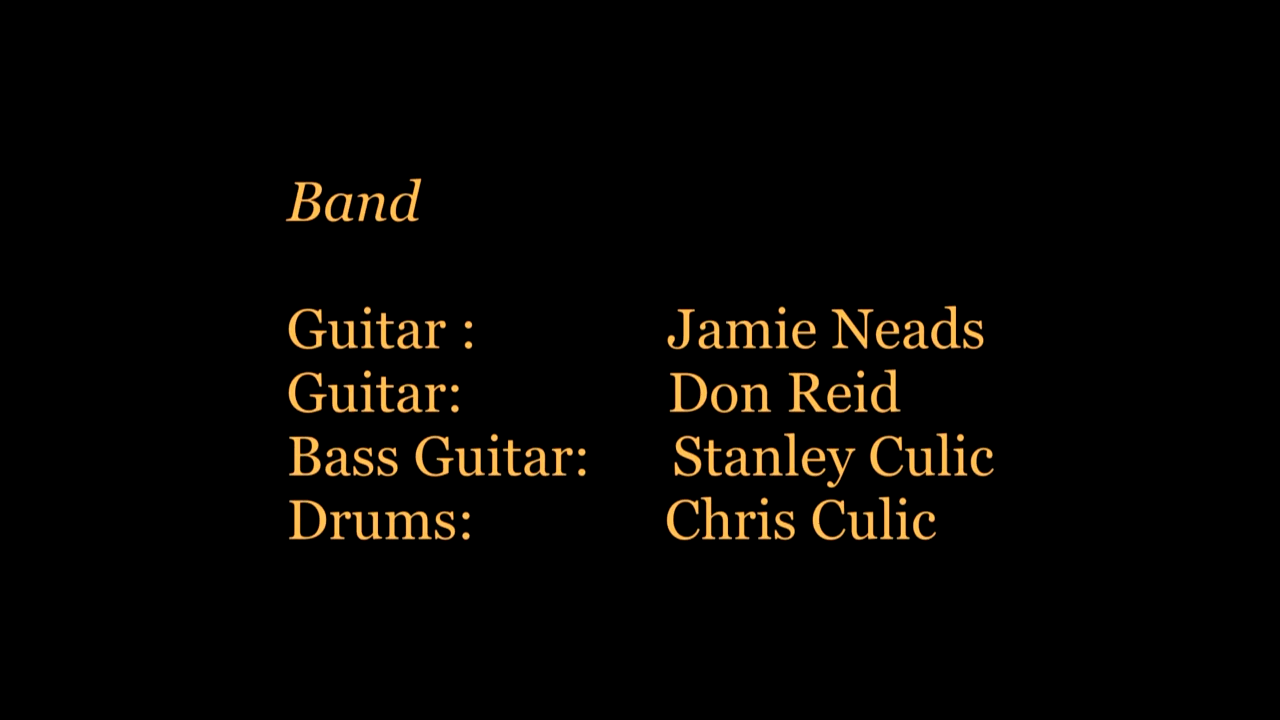 Band
Guitar : Jamie Neads
Guitar: Don Reid
Bass Guitar: Stanley Culic
Drums: Chris Culic